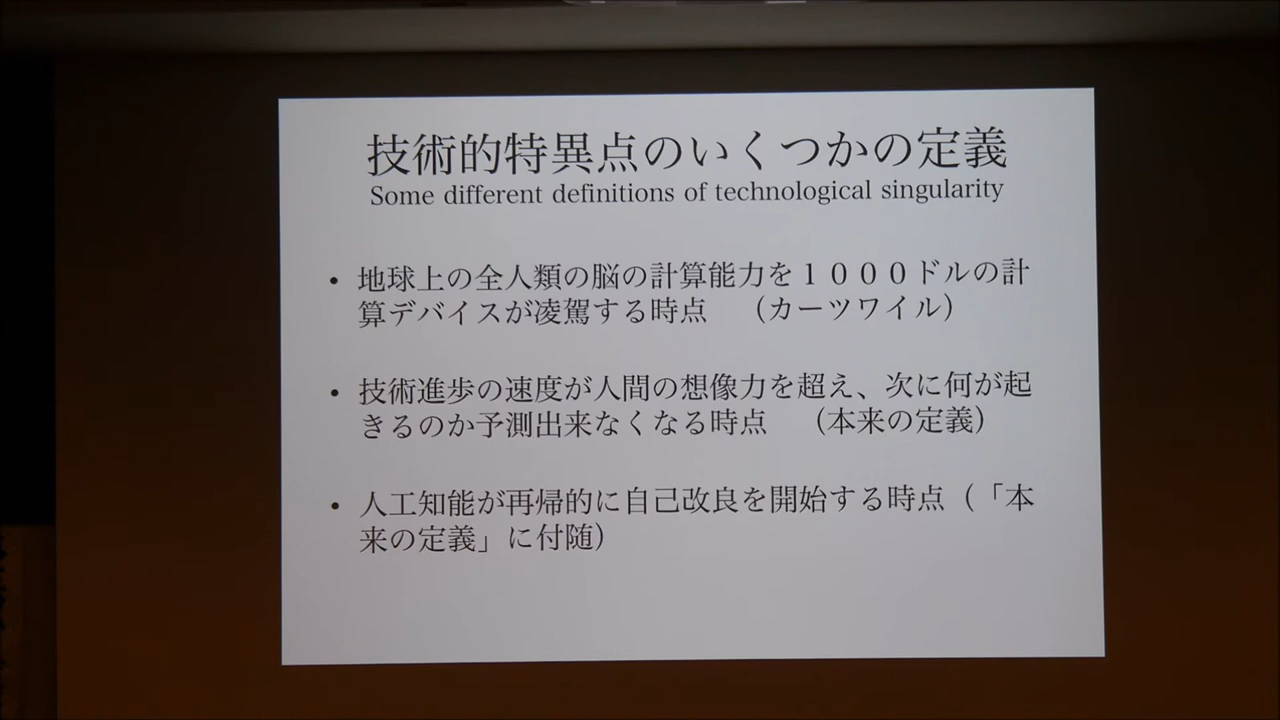 技術的特異点のいくつかの定義
Some different definitions of technological singularity
• 地球上の全人類の脳の計算能力を１０００ドルの計
算デバイスが凌駕する時点　（カーツワイル）
• 技術進歩の速度が人間の想像力を超え、次に何が起
きるのか予測出来なくなる時点　（本来の定義）
• 人工知能が再帰的に自己改良を開始する時点（「本
来の定義」に付随）